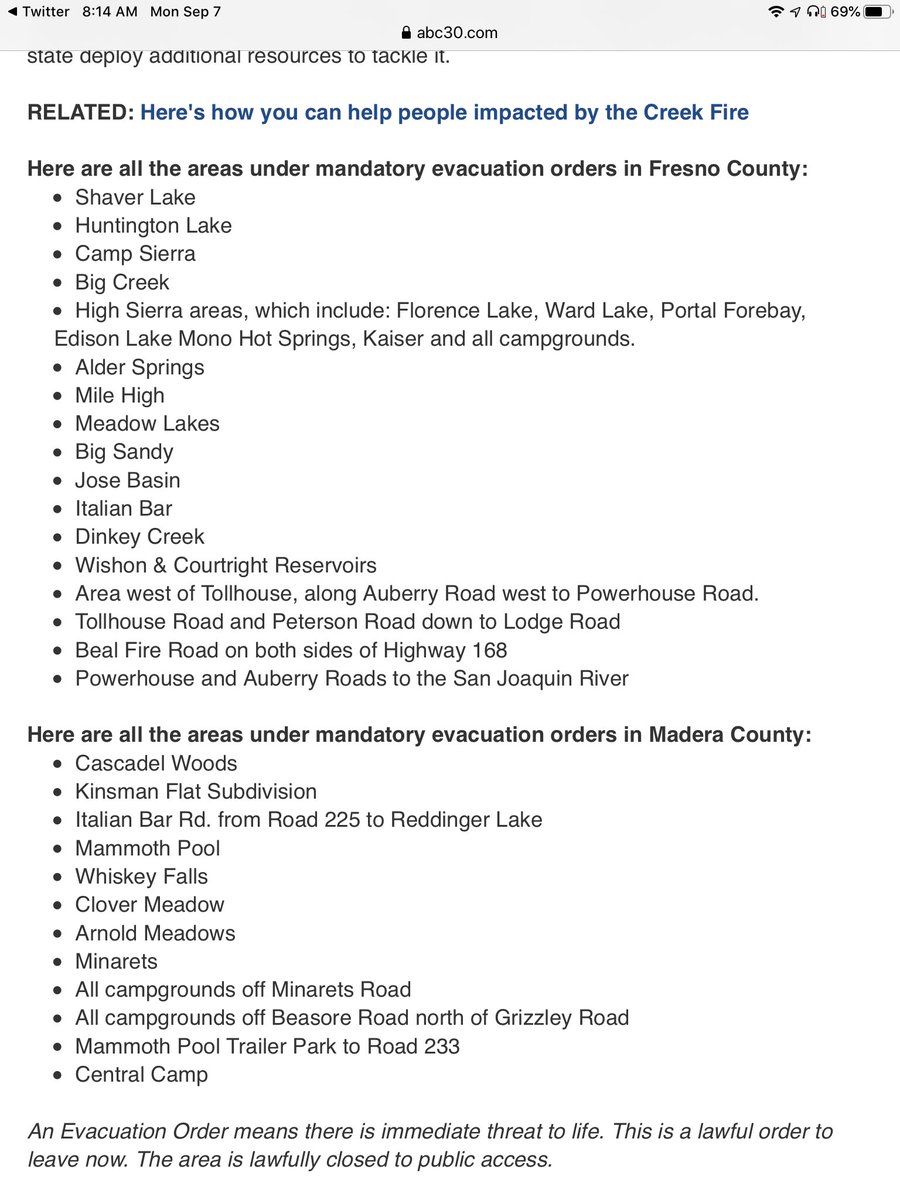 Twitter 8:14 AM Mon Sep 7 69%
abc30.com
state deploy additional resources to tackle it.
RELATED: Here's how you can help people impacted by the Creek Fire
Here are all the areas under mandatory evacuation orders in Fresno County:
• Shaver Lake
• Huntington Lake
• Camp Sierra
• Big Creek
• High Sierra areas, which include: Florence Lake, Ward Lake, Portal Forebay,
Edison Lake Mono Hot Springs, Kaiser and all campgrounds.
• Alder Springs
• Mile High
• Meadow Lakes
• Big Sandy
• Jose Basin
• Italian Bar
• Dinkey Creek
• Wishon & Courtright Reservoirs
• Area west of Tollhouse, along Auberry Road west to Powerhouse Road.
• Tollhouse Road and Peterson Road down to Lodge Road
• Beal Fire Road on both sides of Highway 168
• Powerhouse and Auberry Roads to the San Joaquin River
Here are all the areas under mandatory evacuation orders in Madera County:
• Cascadel Woods
• Kinsman Flat Subdivision
• Italian Bar Rd. from Road 225 to Reddinger Lake
• Mammoth Pool
• Whiskey Falls
• Clover Meadow
• Arnold Meadows
• Minarets
• All campgrounds off Minarets Road
• All campgrounds off Beasore Road north of Grizzley Road
• Mammoth Pool Trailer Park to Road 233
• Central Camp
An Evacuation Order means there is immediate threat to life. This is a lawful order to
leave now. The area is lawfully closed to public access.